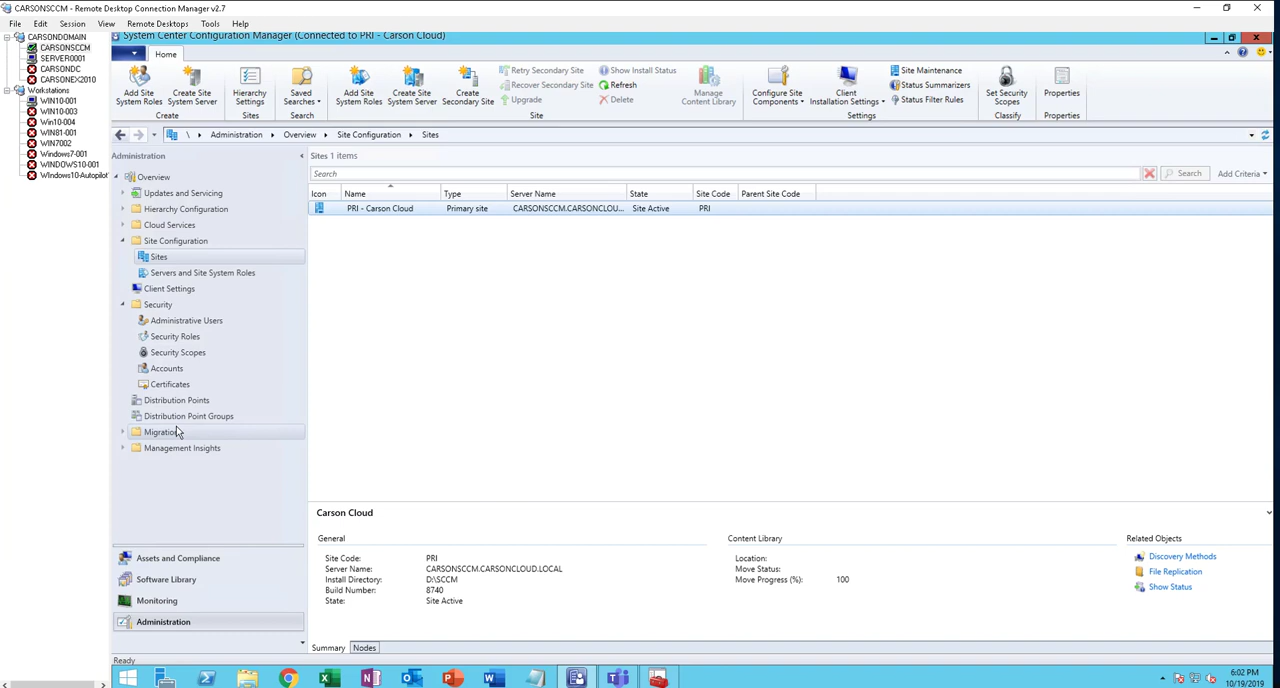 CARSONSCCM - Remote Desktop Connection Manager v2.7
File Edit Session View Remote Desktops Tools Help
CARSONDOMAIN
CARSONSCCM
SERVER0001
CARSONDC
CARSONEX2010
Workstations
WIN10-001
WIN10-003
Win10-004
WIN81-001
WIN7002
Windows7-001
WINDOWS10-001
WIndows10-Autopilot
System Center Configuration Manager (Connected to PRI - Carson Cloud)
Home
Add Site
System Roles
Create Site
System Server
Create
Hierarchy
Settings
Sites
Saved
Searches
Search
Add Site
System Roles
Create Site
System Server
Create
Secondary Site
Retry Secondary Site
Recover Secondary Site
Upgrade
Show Install Status
Refresh
Delete
Manage
Content Library
Site
Configure Site
Components
Client
Installation Settings
Site Maintenance
Status Summarizers
Status Filter Rules
Settings
Set Security
Scopes
Classify
Properties
Properties
\ Administration Overview Site Configuration Sites
Administration
Overview
Updates and Servicing
Hierarchy Configuration
Cloud Services
Site Configuration
Sites
Servers and Site System Roles
Client Settings
Security
Administrative Users
Security Roles
Security Scopes
Accounts
Certificates
Distribution Points
Distribution Point Groups
Migration
Management Insights
Assets and Compliance
Software Library
Monitoring
Administration
Sites 1 items
Search
Search
Add Criteria
Icon Name Type Server Name State Site Code Parent Site Code
PRI - Carson Cloud Primary site CARSONSCCM.CARSONCLOU... Site Active PRI
Carson Cloud
General
Site Code: PRI
Server Name: CARSONSCCM.CARSONCLOUD.LOCAL
Install Directory: D:\SCCM
Build Number: 8740
State: Site Active
Content Library
Location:
Move Status:
Move Progress (%): 100
Related Objects
Discovery Methods
File Replication
Show Status
Summary Nodes
Ready
6:02 PM
10/19/2019